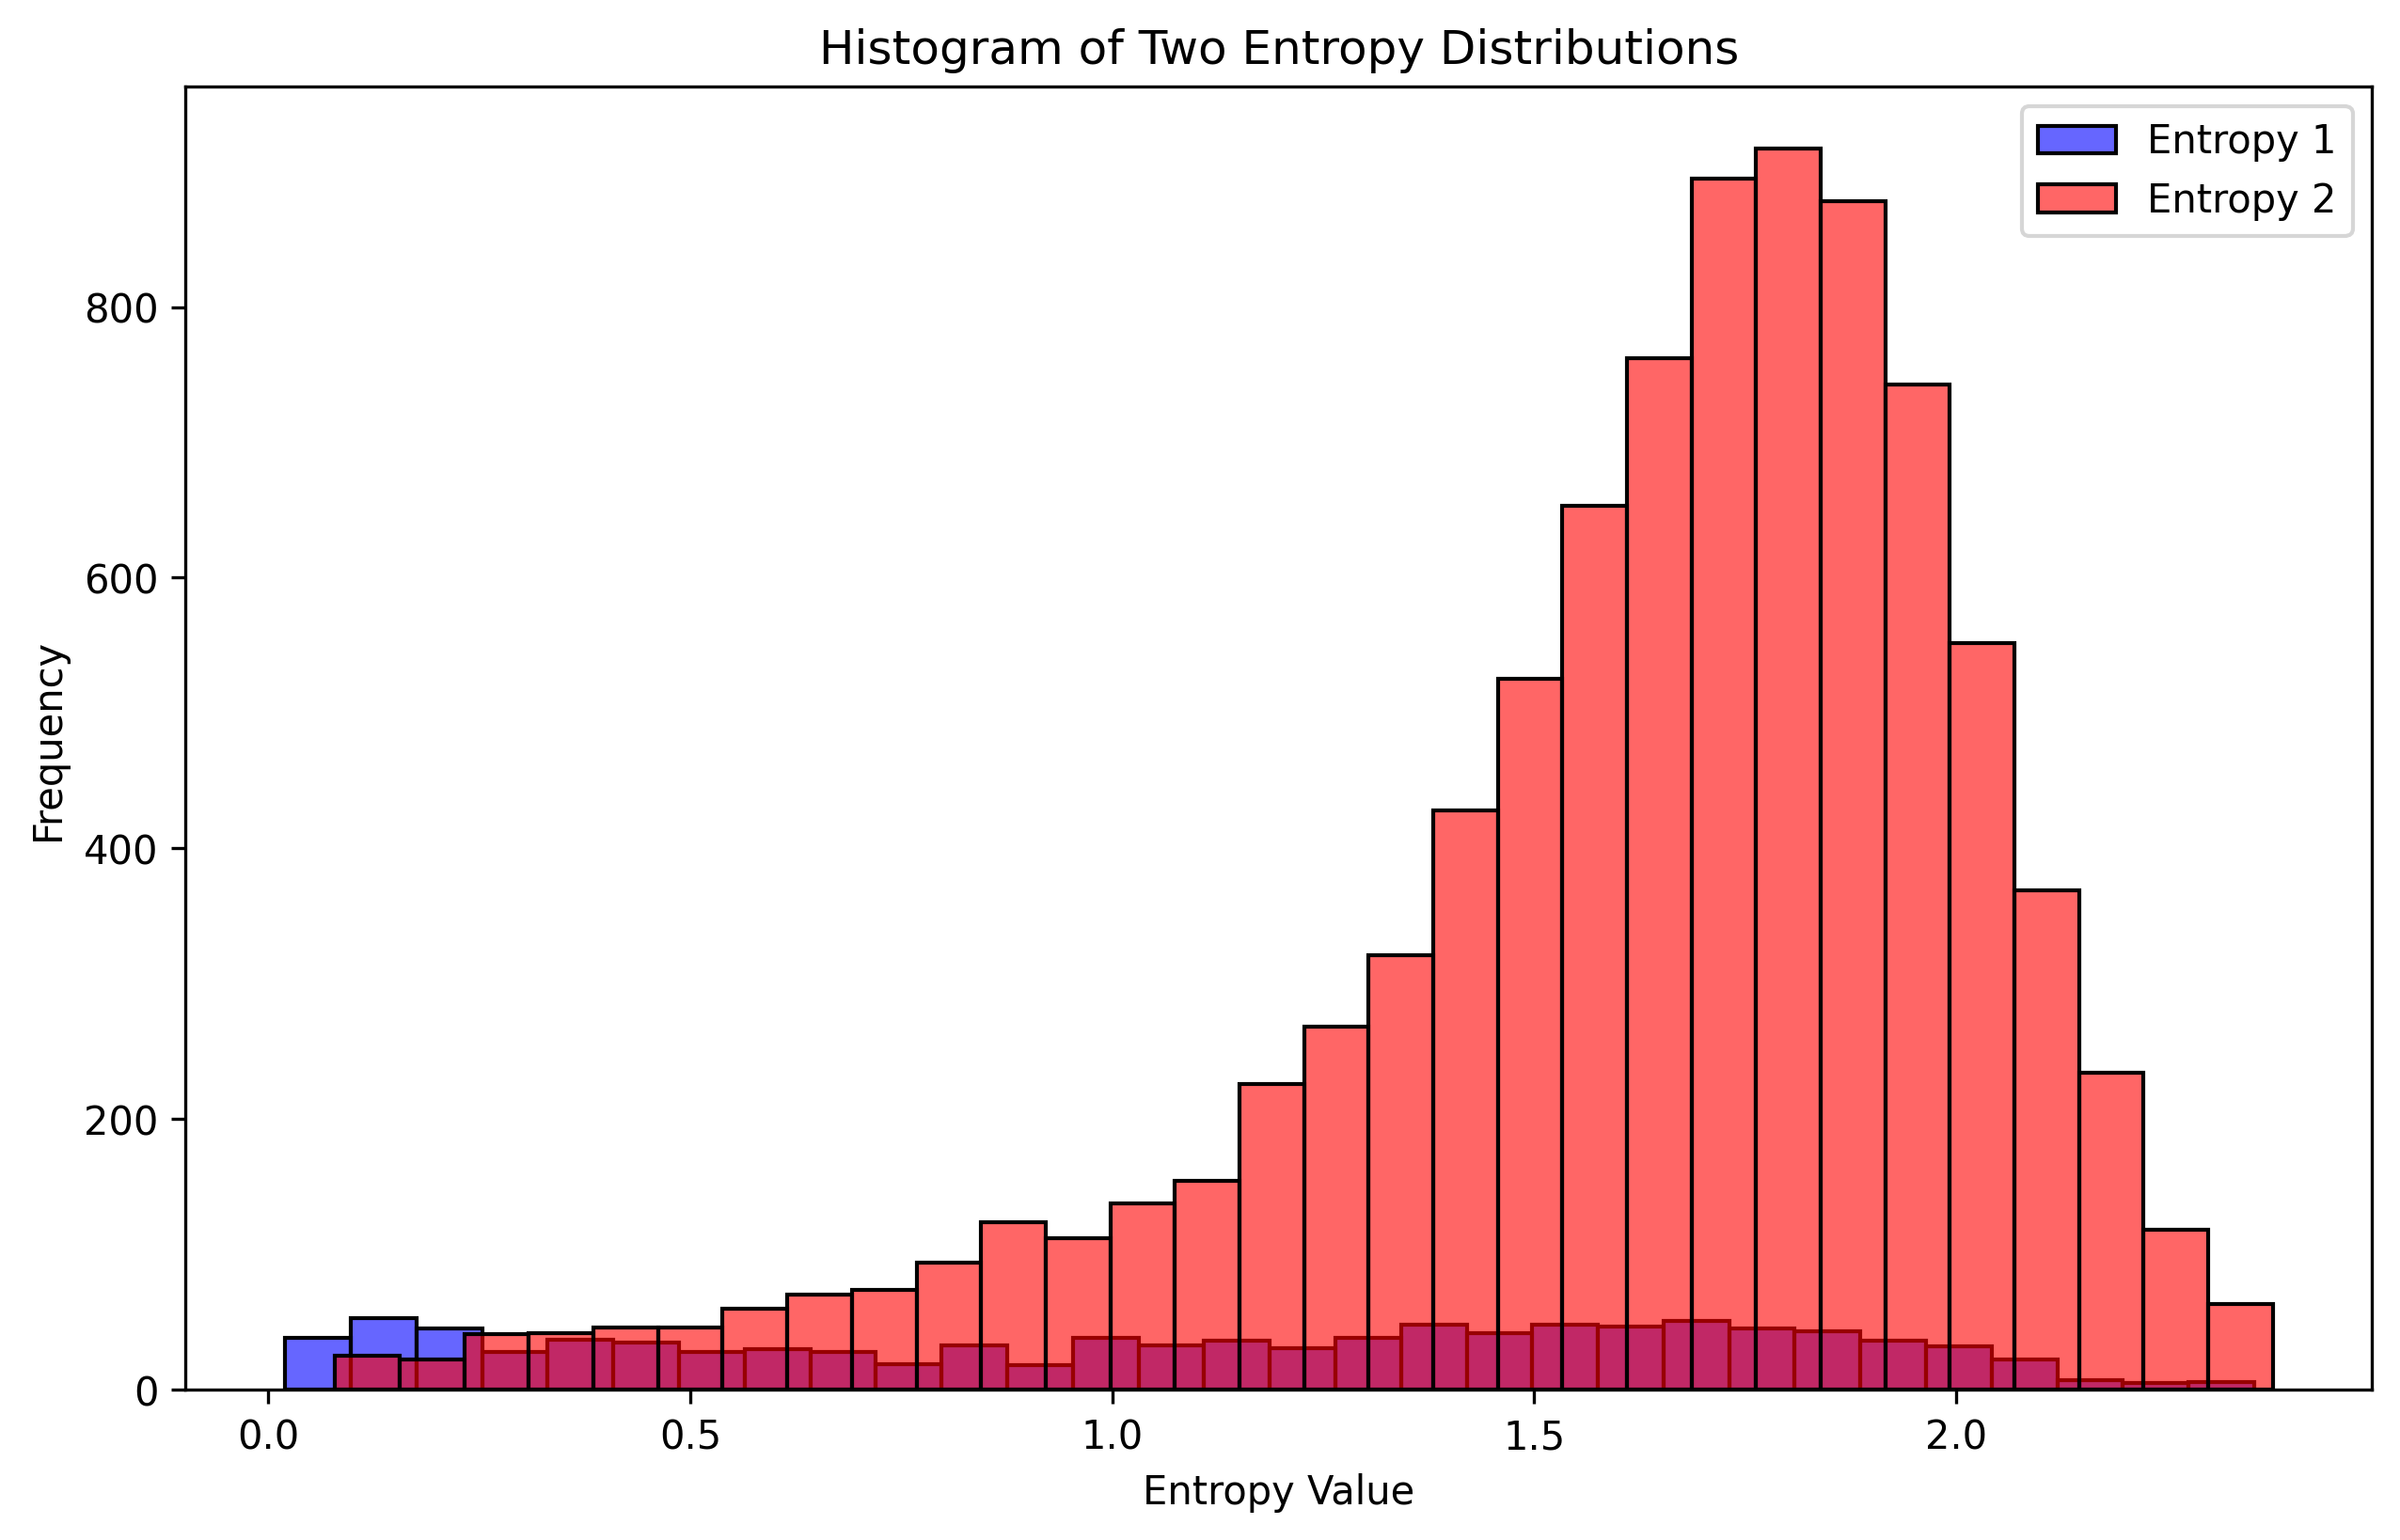 Histogram of Two Entropy Distributions
Entropy 1
Entropy 2
800
600
400
200
0
Frequency
0.0 0.5 1.0 1.5 2.0
Entropy Value